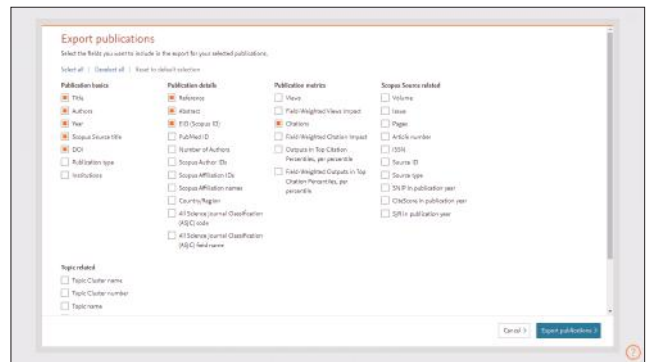 Export publications
Select the fields you want to include in the export for your selected publications.
Select all | Deselect all | Reset to default selection
Publication basics
Title
Authors
Year
Scopus Source title
DOI
Publication type
Institutions
Publication details
Reference
Abstract
EID (Scopus ID)
PubMed ID
Number of Authors
Scopus Author IDs
Scopus Affiliation IDs
Scopus Affiliation names
Country/Region
All Science Journal Classification
(ASJC) code
All Science Journal Classification
(ASJC) field name
Publication metrics
Views
Field-Weighted Views Impact
Citations
Field-Weighted Citation Impact
Outputs in Top Citation
Percentiles, per percentile
Field-Weighted Outputs in Top
Citation Percentiles, per
percentile
Scopus Source related
Volume
Issue
Pages
Article number
ISSN
Source ID
Source type
SNIP in publication year
CiteScore in publication year
SJR in publication year
Topic related
Topic Cluster name
Topic Cluster number
Topic name
Cancel >
Export publications >
?